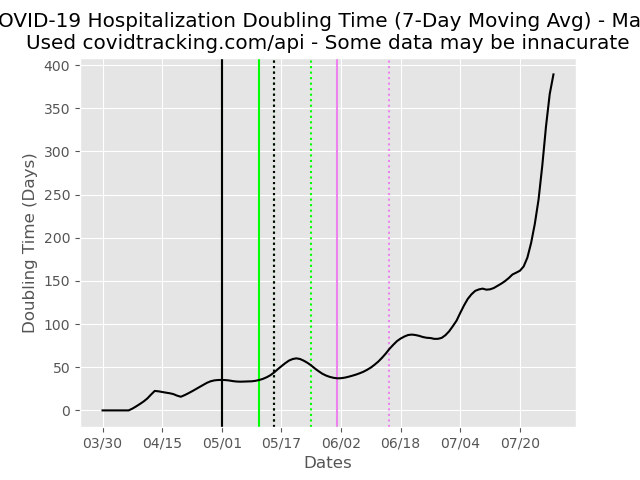 OVID-19 Hospitalization Doubling Time (7-Day Moving Avg) - Ma
Used covidtracking.com/api - Some data may be innacurate
400
350
300
250
200
150
100
50
0
Doubling Time (Days)
03/30 04/15 05/01 05/17 06/02 06/18 07/04 07/20
Dates